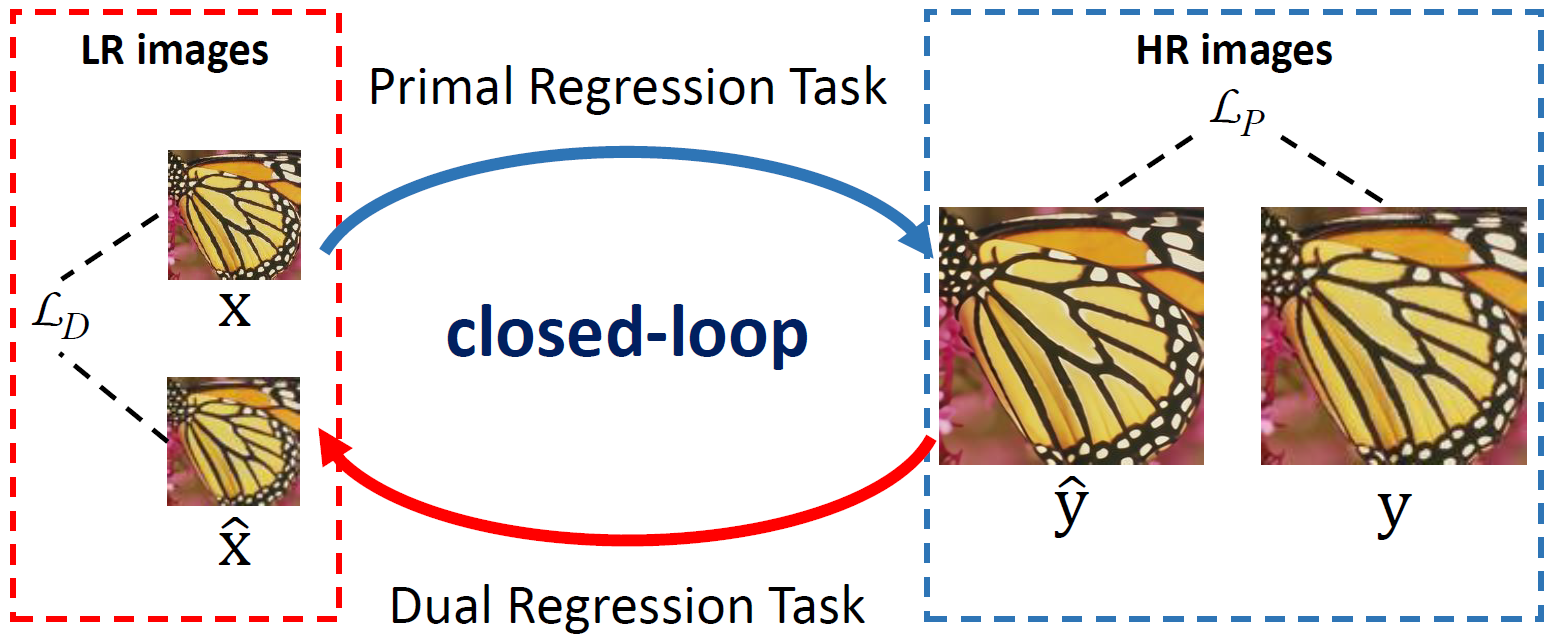 LR images
Primal Regression Task
HR images
ℒP
x
ℒD
closed-loop
x̂
ŷ
y
Dual Regression Task